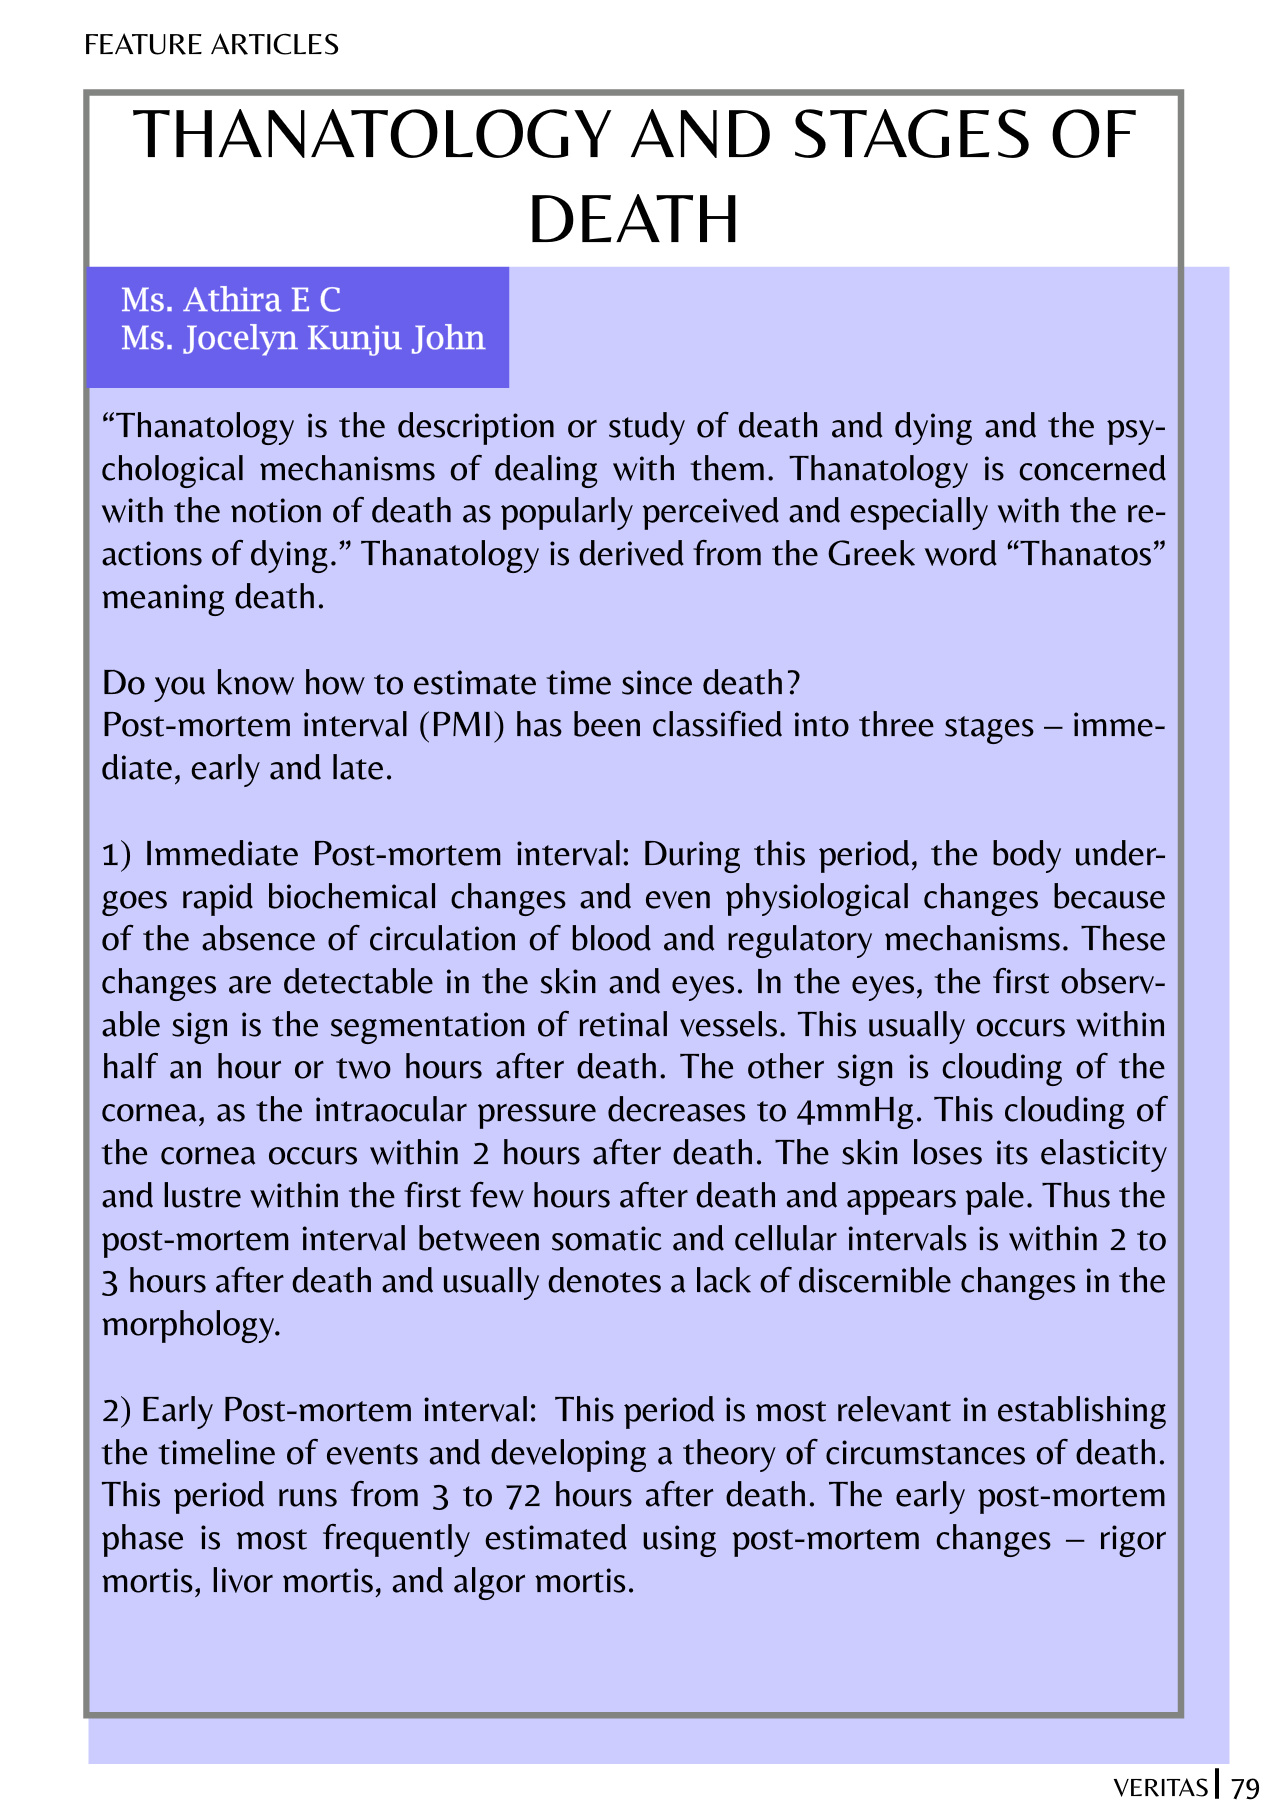 FEATURE ARTICLES
THANATOLOGY AND STAGES OF
DEATH
Ms. Athira E C
Ms. Jocelyn Kunju John
“Thanatology is the description or study of death and dying and the psy-
chological mechanisms of dealing with them. Thanatology is concerned
with the notion of death as popularly perceived and especially with the re-
actions of dying.” Thanatology is derived from the Greek word “Thanatos”
meaning death.
Do you know how to estimate time since death?
Post-mortem interval (PMI) has been classified into three stages – imme-
diate, early and late.
1) Immediate Post-mortem interval: During this period, the body under-
goes rapid biochemical changes and even physiological changes because
of the absence of circulation of blood and regulatory mechanisms. These
changes are detectable in the skin and eyes. In the eyes, the first observ-
able sign is the segmentation of retinal vessels. This usually occurs within
half an hour or two hours after death. The other sign is clouding of the
cornea, as the intraocular pressure decreases to 4mmHg. This clouding of
the cornea occurs within 2 hours after death. The skin loses its elasticity
and lustre within the first few hours after death and appears pale. Thus the
post-mortem interval between somatic and cellular intervals is within 2 to
3 hours after death and usually denotes a lack of discernible changes in the
morphology.
2) Early Post-mortem interval:  This period is most relevant in establishing
the timeline of events and developing a theory of circumstances of death.
This period runs from 3 to 72 hours after death. The early post-mortem
phase is most frequently estimated using post-mortem changes – rigor
mortis, livor mortis, and algor mortis.
VERITAS | 79